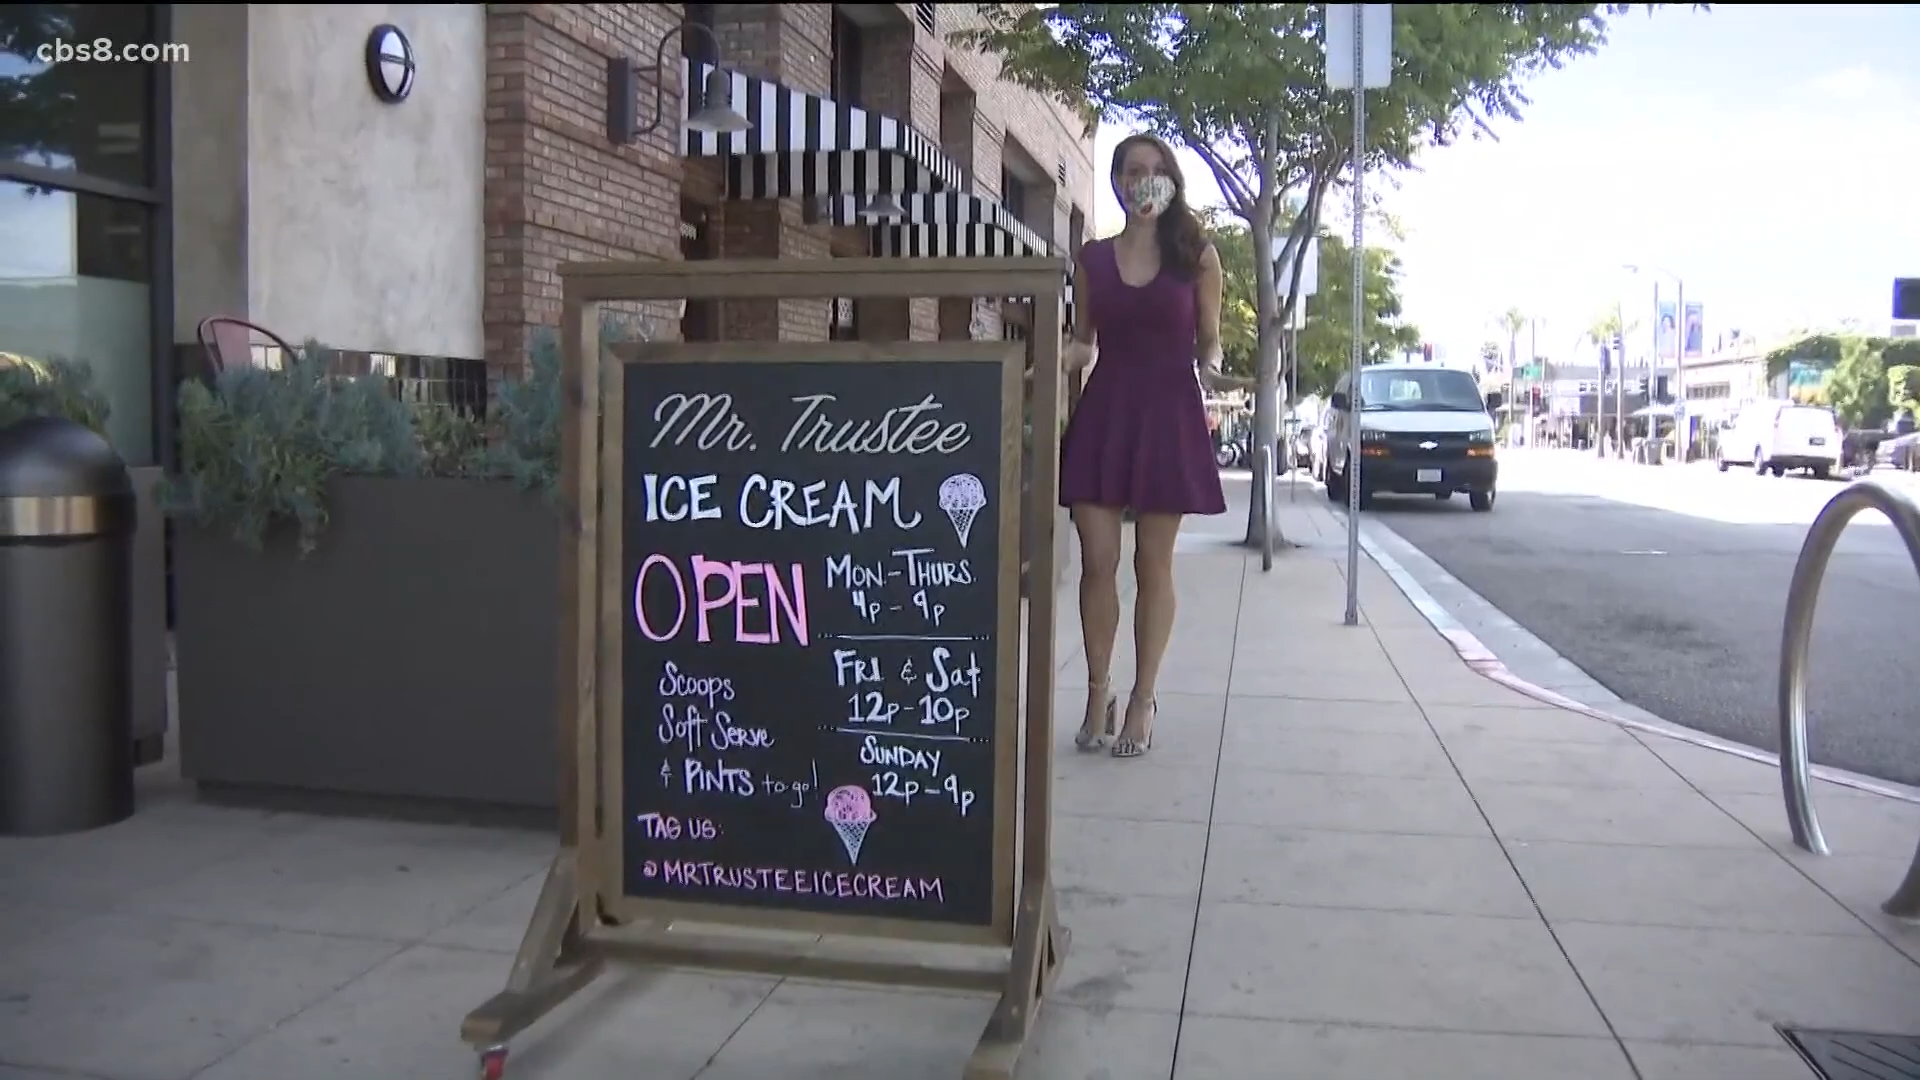 cbs8.com
Mr. Trustee
ICE CREAM
OPEN
MON.-THURS.
4p - 9p
FRI & Sat
12p-10p
SUNDAY
12p-9p
Scoops
Soft Serve
& PiNTS to-go!
TAG US:
@MRTRUSTEEICECREAM